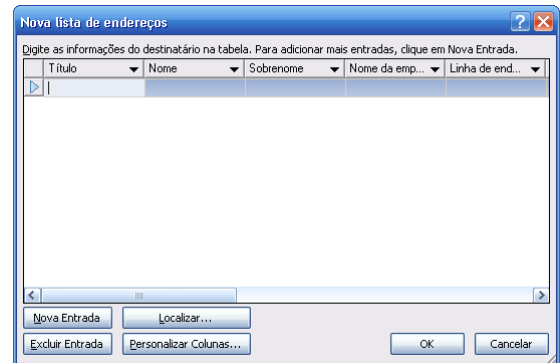 Nova lista de endereços
Digite as informações do destinatário na tabela. Para adicionar mais entradas, clique em Nova Entrada.
Título Nome Sobrenome Nome da emp... Linha de end...
Nova Entrada Localizar...
Excluir Entrada Personalizar Colunas... OK Cancelar